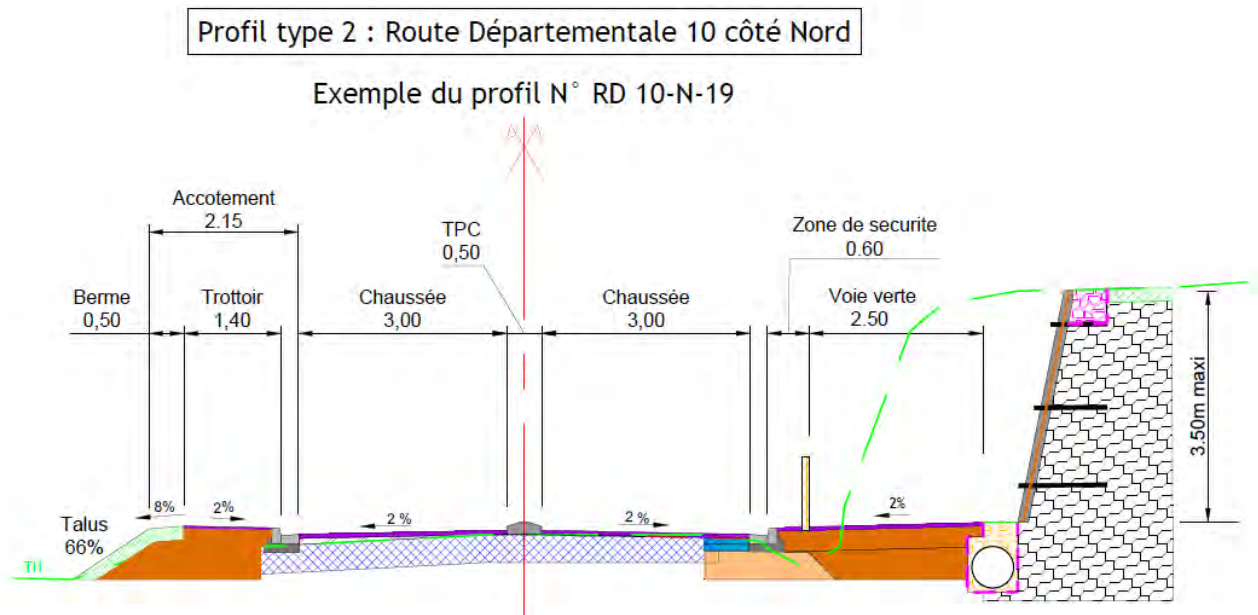 Profil type 2 : Route Départementale 10 côté Nord
Exemple du profil N° RD 10-N-19
Accotement
2.15
TPC
0,50
Zone de securite
0.60
Berme
0,50
Trottoir
1,40
Chaussée
3,00
Chaussée
3,00
Voie verte
2.50
3.50m maxi
8%
2%
2 %
2 %
2%
Talus
66%
TN